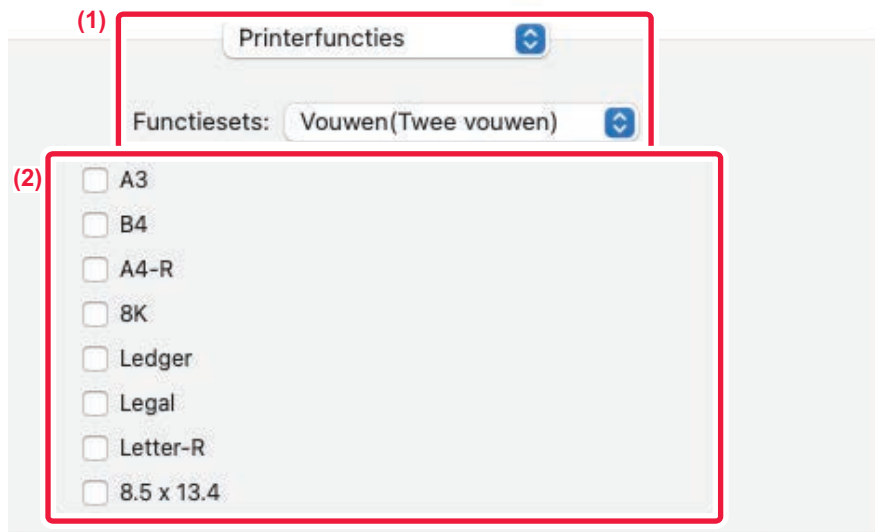 (1)
Printerfuncties
Functiesets: Vouwen(Twee vouwen)
(2)
A3
B4
A4-R
8K
Ledger
Legal
Letter-R
8.5 x 13.4